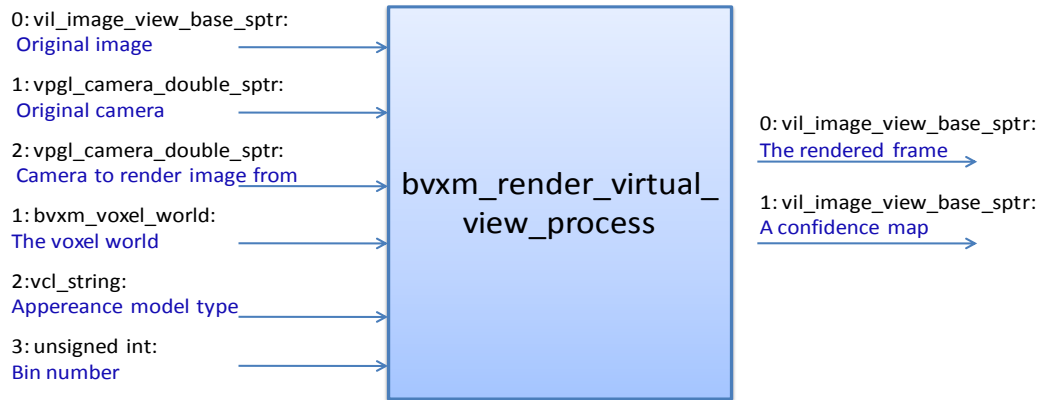 0: vil_image_view_base_sptr:
Original image
1: vpgl_camera_double_sptr:
Original camera
2: vpgl_camera_double_sptr:
Camera to render image from
1: bvxm_voxel_world:
The voxel world
2:vcl_string:
Appereance model type
3: unsigned int:
Bin number
bvxm_render_virtual_
view_process
0: vil_image_view_base_sptr:
The rendered frame
1: vil_image_view_base_sptr:
A confidence map